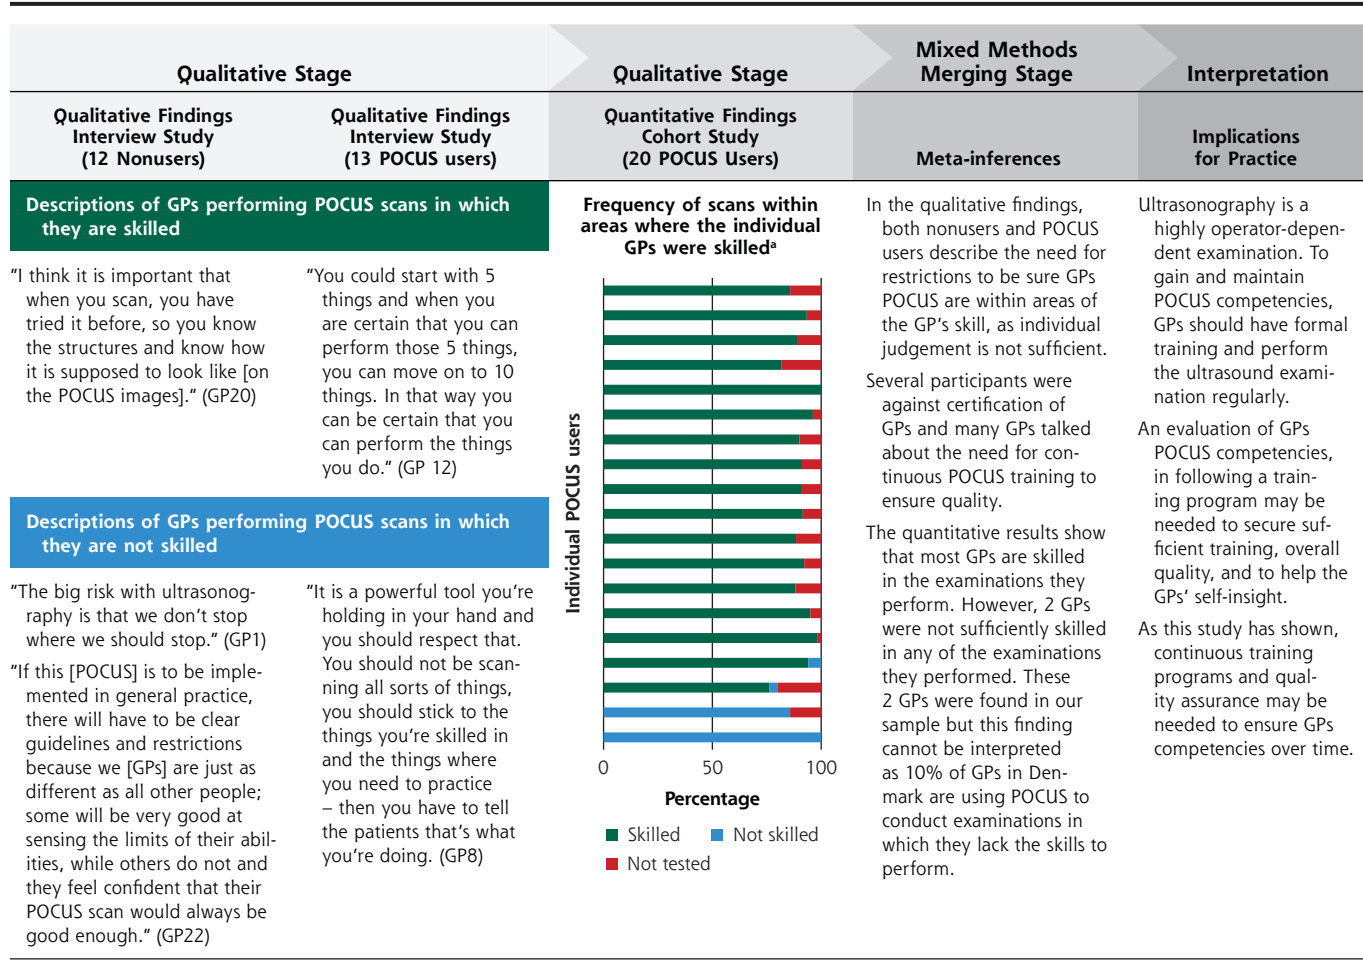 Qualitative Stage
Qualitative Stage
Mixed Methods
Merging Stage
Interpretation
Qualitative Findings
Interview Study
(12 Nonusers)
Qualitative Findings
Interview Study
(13 POCUS users)
Quantitative Findings
Cohort Study
(20 POCUS Users)
Meta-inferences
Implications
for Practice
Descriptions of GPs performing POCUS scans in which
they are skilled
"I think it is important that
when you scan, you have
tried it before, so you know
the structures and know how
it is supposed to look like [on
the POCUS images]." (GP20)
"You could start with 5
things and when you
are certain that you can
perform those 5 things,
you can move on to 10
things. In that way you
can be certain that you
can perform the things
you do." (GP 12)
Descriptions of GPs performing POCUS scans in which
they are not skilled
"The big risk with ultrasonog-
raphy is that we don't stop
where we should stop." (GP1)
"If this [POCUS] is to be imple-
mented in general practice,
there will have to be clear
guidelines and restrictions
because we [GPs] are just as
different as all other people;
some will be very good at
sensing the limits of their abil-
ities, while others do not and
they feel confident that their
POCUS scan would always be
good enough." (GP22)
"It is a powerful tool you're
holding in your hand and
you should respect that.
You should not be scan-
ning all sorts of things,
you should stick to the
things you're skilled in
and the things where
you need to practice
– then you have to tell
the patients that's what
you're doing. (GP8)
Frequency of scans within
areas where the individual
GPs were skilledᵃ
Individual POCUS users
0 50 100
Percentage
Skilled
Not skilled
Not tested
In the qualitative findings,
both nonusers and POCUS
users describe the need for
restrictions to be sure GPs
POCUS are within areas of
the GP's skill, as individual
judgement is not sufficient.
Several participants were
against certification of
GPs and many GPs talked
about the need for con-
tinuous POCUS training to
ensure quality.
The quantitative results show
that most GPs are skilled
in the examinations they
perform. However, 2 GPs
were not sufficiently skilled
in any of the examinations
they performed. These
2 GPs were found in our
sample but this finding
cannot be interpreted
as 10% of GPs in Den-
mark are using POCUS to
conduct examinations in
which they lack the skills to
perform.
Ultrasonography is a
highly operator-depen-
dent examination. To
gain and maintain
POCUS competencies,
GPs should have formal
training and perform
the ultrasound exami-
nation regularly.
An evaluation of GPs
POCUS competencies,
in following a train-
ing program may be
needed to secure suf-
ficient training, overall
quality, and to help the
GPs' self-insight.
As this study has shown,
continuous training
programs and qual-
ity assurance may be
needed to ensure GPs
competencies over time.